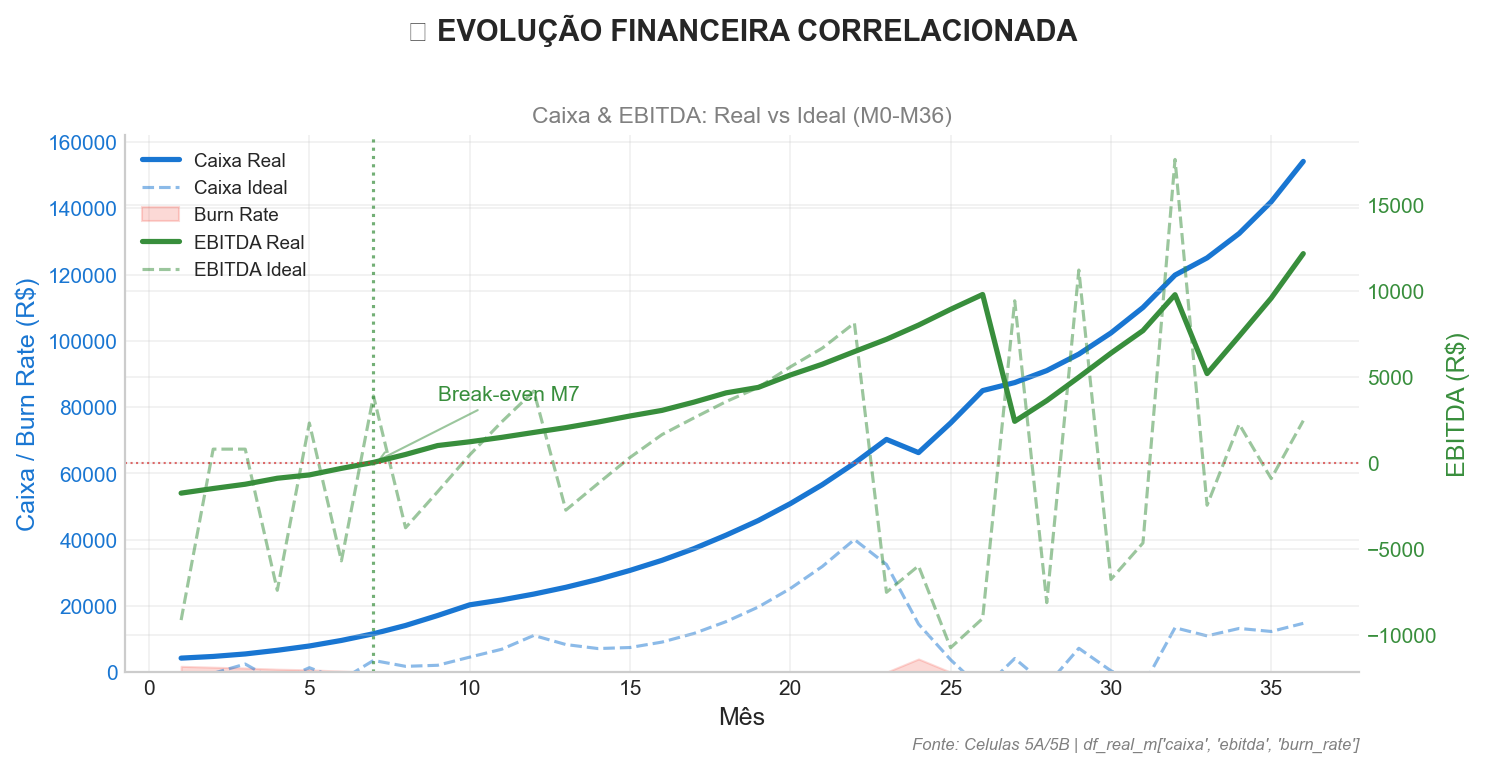 EVOLUÇÃO FINANCEIRA CORRELACIONADA
Caixa & EBITDA: Real vs Ideal (M0-M36)
Caixa Real
Caixa Ideal
Burn Rate
EBITDA Real
EBITDA Ideal
Break-even M7
Caixa / Burn Rate (R$)
160000
140000
120000
100000
80000
60000
40000
20000
0
EBITDA (R$)
15000
10000
5000
0
−5000
−10000
0 5 10 15 20 25 30 35
Mês
Fonte: Celulas 5A/5B | df_real_m['caixa', 'ebitda', 'burn_rate']